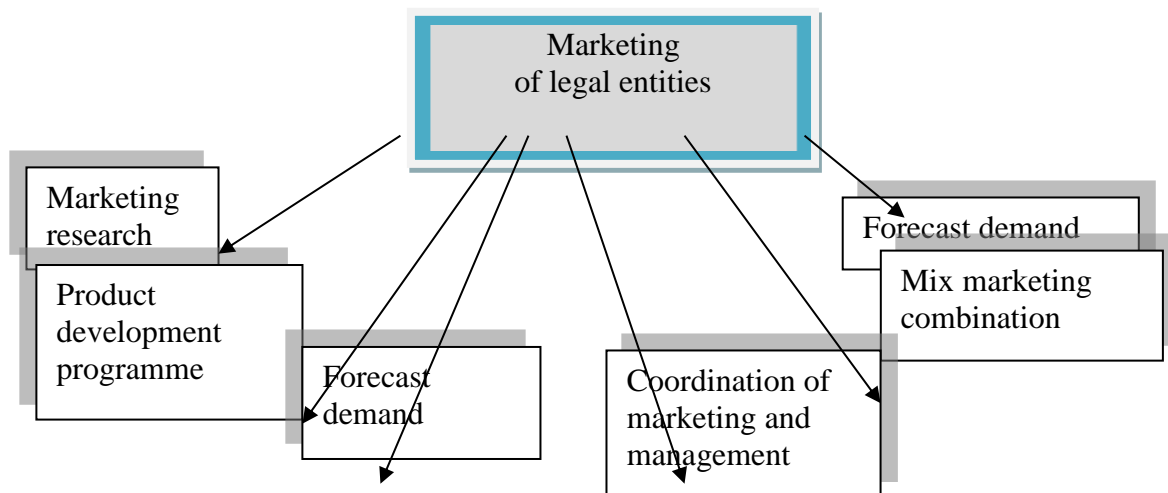 Marketing
of legal entities
Marketing
research
Product
development
programme
Forecast
demand
Coordination of
marketing and
management
Forecast demand
Mix marketing
combination